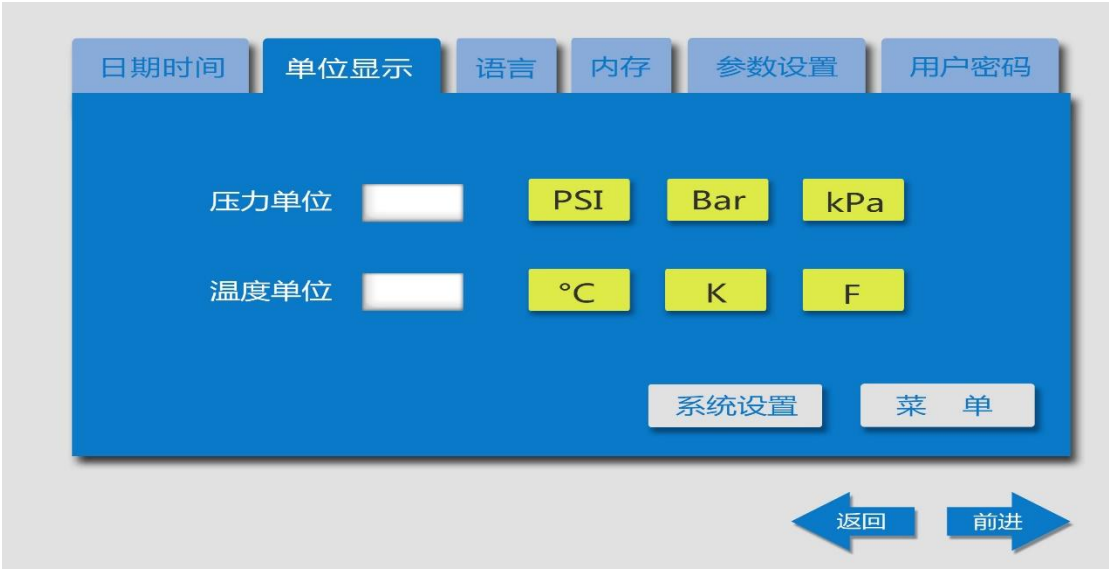 日期时间 单位显示 语言 内存 参数设置 用户密码
压力单位 PSI Bar kPa
温度单位 °C K F
系统设置 菜 单
返回 前进